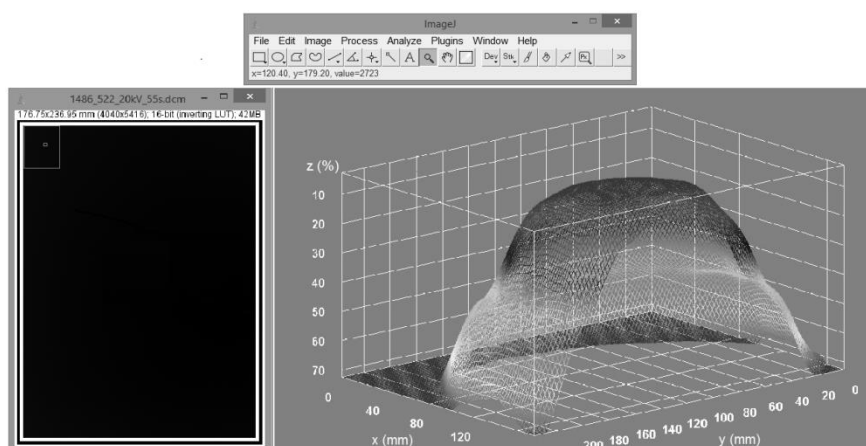 ImageJ
File Edit Image Process Analyze Plugins Window Help
A Dev Stk >>
x=120.40, y=179.20, value=2723
1486_522_20kV_55s.dcm
176.75x236.95 mm (4040x5416); 16-bit (inverting LUT); 42MB
z (%)
10
20
30
40
50
60
70
0
40
80
120
x (mm)
200 180 160 140 120 100 80 60 40 20 0
y (mm)